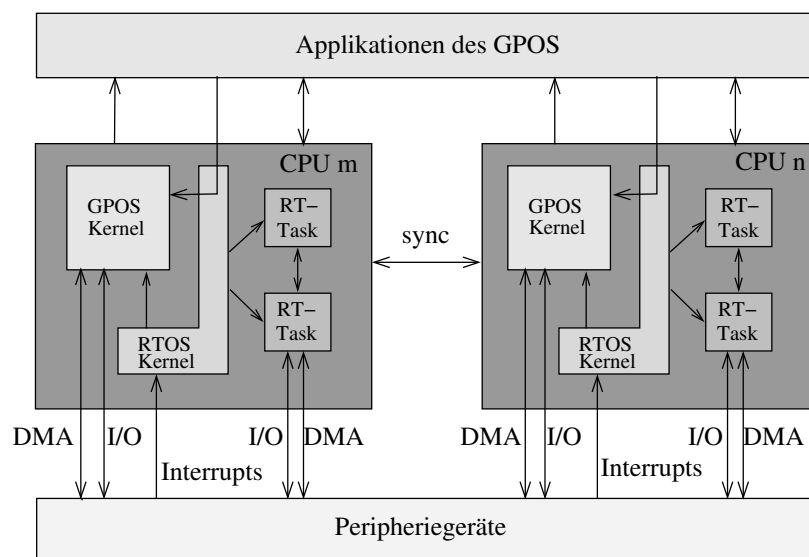 Applikationen des GPOS
CPU m
GPOS
Kernel
RT−
Task
RT−
Task
RTOS
Kernel
sync
CPU n
GPOS
Kernel
RT−
Task
RT−
Task
RTOS
Kernel
DMA
I/O
Interrupts
I/O
DMA
DMA
I/O
Interrupts
I/O
DMA
Peripheriegeräte